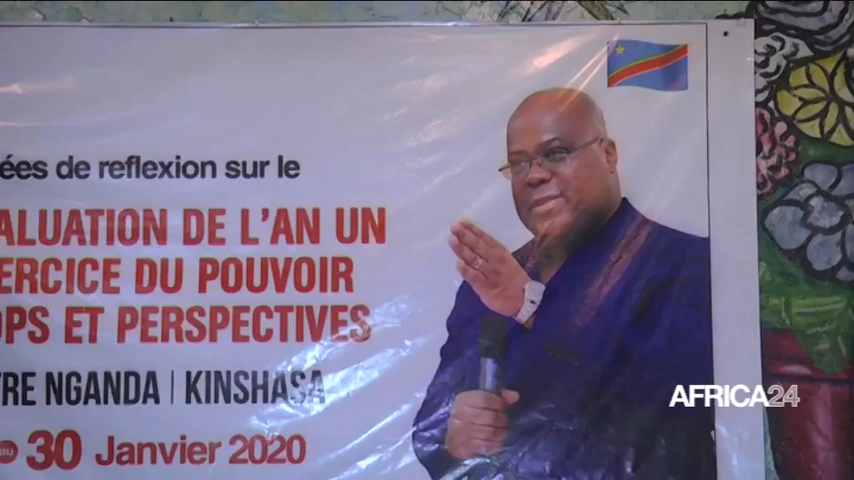 ées de reflexion sur le
ALUATION DE L'AN UN
ERCICE DU POUVOIR
OPS ET PERSPECTIVES
TRE NGANDA | KINSHASA
au 30 Janvier 2020
AFRICA24